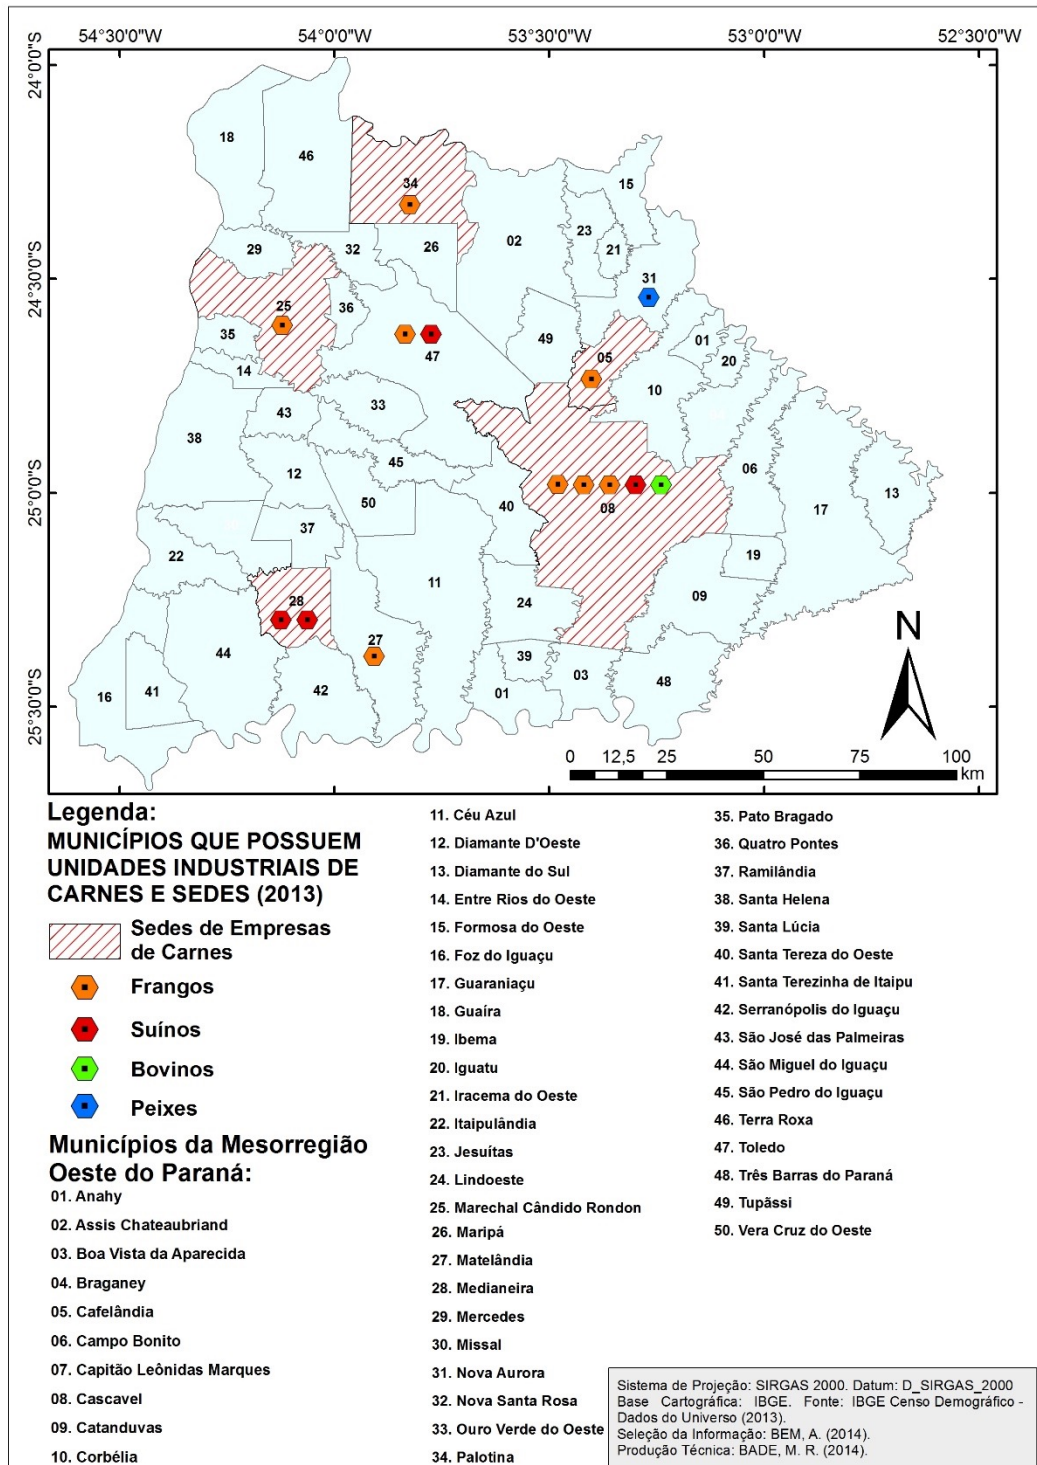 54°30'0"W 54°0'0"W 53°30'0"W 53°0'0"W 52°30'0"W
24°0'0"S
24°30'0"S
25°0'0"S
25°30'0"S
18
46
34
15
23
02
21
29
32
26
31
25
36
35
49
47
05
01
20
14
10
43
33
38
45
06
12
50
40
08
17
13
37
22
11
19
28
24
09
27
44
39
03
48
16
41
42
01
N
0 12,5 25 50 75 100
km
Legenda:
MUNICÍPIOS QUE POSSUEM
UNIDADES INDUSTRIAIS DE
CARNES E SEDES (2013)
Sedes de Empresas
de Carnes
Frangos
Suínos
Bovinos
Peixes
Municípios da Mesorregião
Oeste do Paraná:
01. Anahy
02. Assis Chateaubriand
03. Boa Vista da Aparecida
04. Braganey
05. Cafelândia
06. Campo Bonito
07. Capitão Leônidas Marques
08. Cascavel
09. Catanduvas
10. Corbélia
11. Céu Azul
12. Diamante D'Oeste
13. Diamante do Sul
14. Entre Rios do Oeste
15. Formosa do Oeste
16. Foz do Iguaçu
17. Guaraniaçu
18. Guaíra
19. Ibema
20. Iguatu
21. Iracema do Oeste
22. Itaipulândia
23. Jesuítas
24. Lindoeste
25. Marechal Cândido Rondon
26. Maripá
27. Matelândia
28. Medianeira
29. Mercedes
30. Missal
31. Nova Aurora
32. Nova Santa Rosa
33. Ouro Verde do Oeste
34. Palotina
35. Pato Bragado
36. Quatro Pontes
37. Ramilândia
38. Santa Helena
39. Santa Lúcia
40. Santa Tereza do Oeste
41. Santa Terezinha de Itaipu
42. Serranópolis do Iguaçu
43. São José das Palmeiras
44. São Miguel do Iguaçu
45. São Pedro do Iguaçu
46. Terra Roxa
47. Toledo
48. Três Barras do Paraná
49. Tupãssi
50. Vera Cruz do Oeste
Sistema de Projeção: SIRGAS 2000. Datum: D_SIRGAS_2000
Base Cartográfica: IBGE. Fonte: IBGE Censo Demográfico -
Dados do Universo (2013).
Seleção da Informação: BEM, A. (2014).
Produção Técnica: BADE, M. R. (2014).